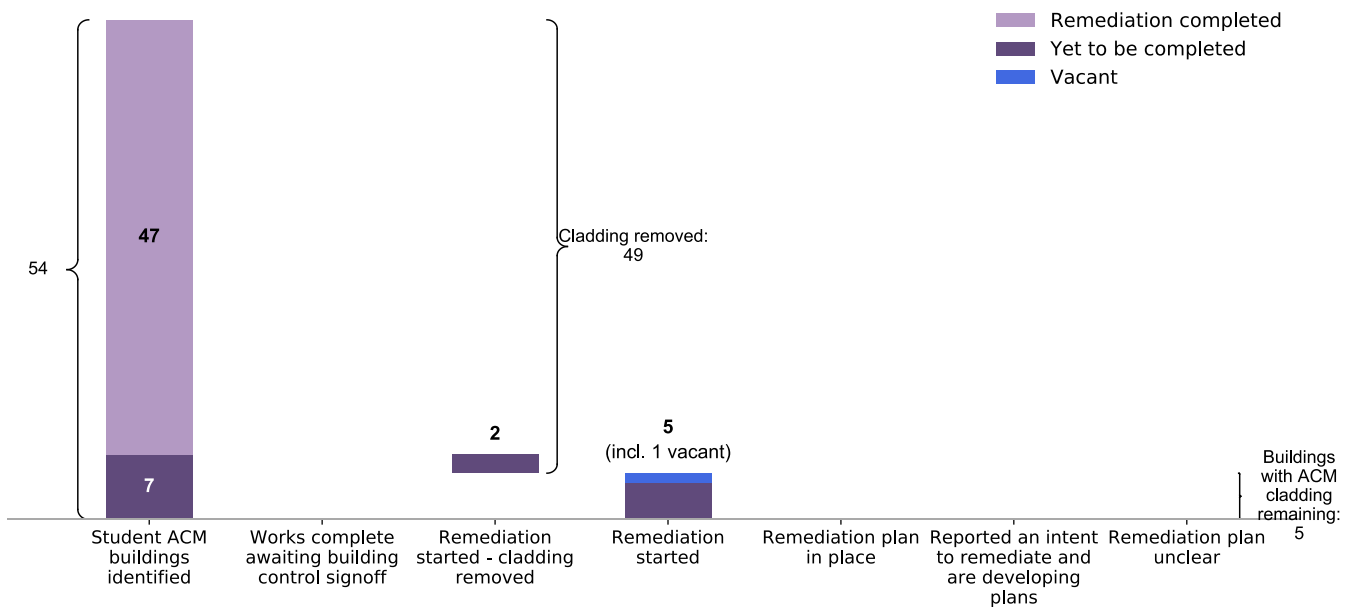 Remediation completed
Yet to be completed
Vacant
54
47
7
Cladding removed:
49
2
5
(incl. 1 vacant)
Buildings
with ACM
cladding
remaining:
5
Student ACM
buildings
identified
Works complete
awaiting building
control signoff
Remediation
started - cladding
removed
Remediation
started
Remediation plan
in place
Reported an intent
to remediate and
are developing
plans
Remediation plan
unclear